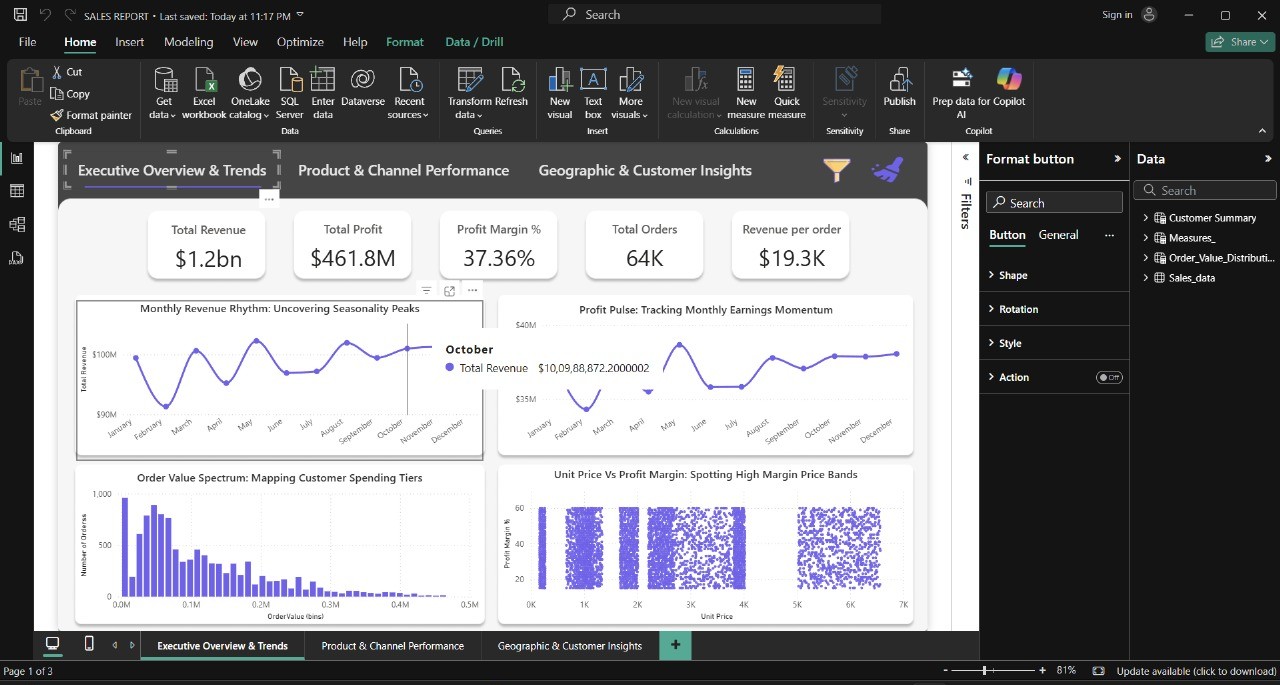 SALES REPORT • Last saved: Today at 11:17 PM
Search
Sign in
File Home Insert Modeling View Optimize Help Format Data / Drill
Share
Paste
Cut
Copy
Format painter
Clipboard
Get data
Excel workbook
OneLake catalog
SQL Server
Enter data
Dataverse
Recent sources
Data
Transform data
Refresh
Queries
New visual
Text box
More visuals
Insert
New visual calculation
New measure
Quick measure
Calculations
Sensitivity
Sensitivity
Publish
Share
Prep data for AI
Copilot
Copilot
Executive Overview & Trends
Product & Channel Performance
Geographic & Customer Insights
Total Revenue
$1.2bn
Total Profit
$461.8M
Profit Margin %
37.36%
Total Orders
64K
Revenue per order
$19.3K
Monthly Revenue Rhythm: Uncovering Seasonality Peaks
Total Revenue
$100M
$90M
January February March April May June July August September October November December
October
Total Revenue $10,09,88,872.2000002
Profit Pulse: Tracking Monthly Earnings Momentum
$40M
$35M
January February March April May June July August September October November December
Order Value Spectrum: Mapping Customer Spending Tiers
Number of Orderss
1,000
500
0
0.0M 0.1M 0.2M 0.3M 0.4M 0.5M
OrderValue (bins)
Unit Price Vs Profit Margin: Spotting High Margin Price Bands
Profit Margin %
60
40
20
0K 1K 2K 3K 4K 5K 6K 7K
Unit Price
Filters
Format button
Search
Button General
Shape
Rotation
Style
Action
Off
Data
Search
Customer Summary
Measures_
Order_Value_Distributi...
Sales_data
Executive Overview & Trends
Product & Channel Performance
Geographic & Customer Insights
Page 1 of 3
- + 81%
Update available (click to download)